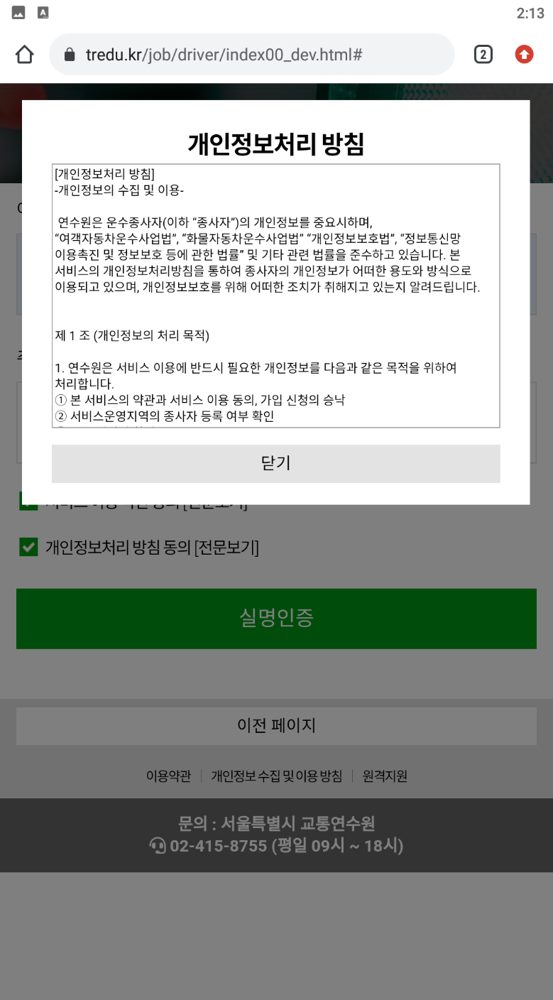 2:13
tredu.kr/job/driver/index00_dev.html#
2
개인정보처리 방침
[개인정보처리 방침]
-개인정보의 수집 및 이용-
연수원은 운수종사자(이하 “종사자”)의 개인정보를 중요시하며,
“여객자동차운수사업법”, “화물자동차운수사업법” “개인정보보호법”, “정보통신망
이용촉진 및 정보보호 등에 관한 법률” 및 기타 관련 법률을 준수하고 있습니다. 본
서비스의 개인정보처리방침을 통하여 종사자의 개인정보가 어떠한 용도와 방식으로
이용되고 있으며, 개인정보보호를 위해 어떠한 조치가 취해지고 있는지 알려드립니다.
제 1 조 (개인정보의 처리 목적)
1. 연수원은 서비스 이용에 반드시 필요한 개인정보를 다음과 같은 목적을 위하여
처리합니다.
① 본 서비스의 약관과 서비스 이용 동의, 가입 신청의 승낙
② 서비스운영지역의 종사자 등록 여부 확인
닫기
개인정보처리 방침 동의 [전문보기]
실명인증
이전 페이지
이용약관 개인정보 수집 및 이용 방침 원격지원
문의 : 서울특별시 교통연수원
02-415-8755 (평일 09시 ~ 18시)